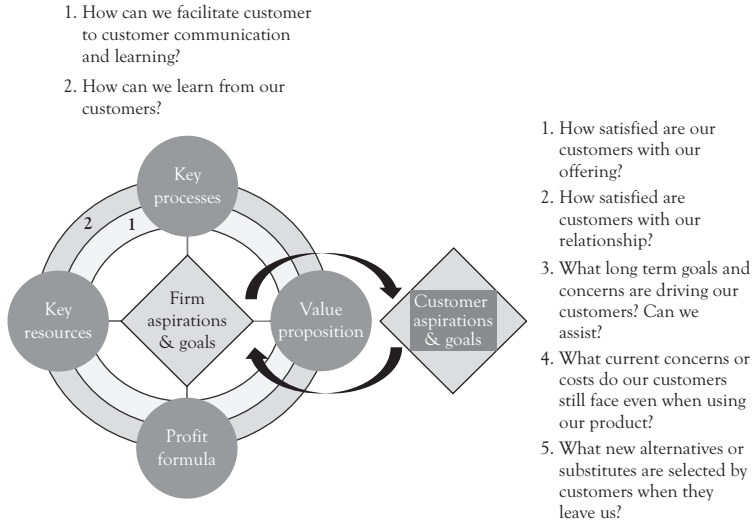 1. How can we facilitate customer
to customer communication
and learning?
2. How can we learn from our
customers?
Key
processes
2
1
Key
resources
Firm
aspirations
& goals
Value
proposition
Customer
aspirations
& goals
Profit
formula
1. How satisfied are our
customers with our
offering?
2. How satisfied are
customers with our
relationship?
3. What long term goals and
concerns are driving our
customers? Can we
assist?
4. What current concerns or
costs do our customers
still face even when using
our product?
5. What new alternatives or
substitutes are selected by
customers when they
leave us?